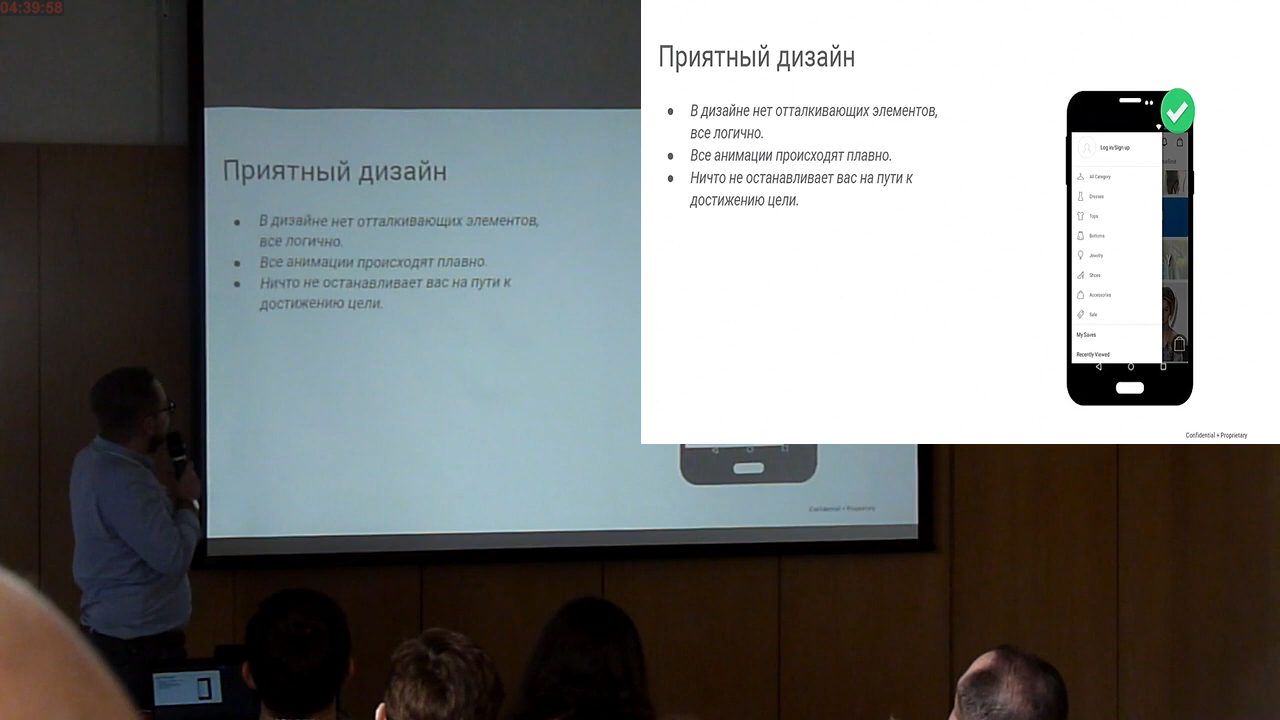 04:39:58
Приятный дизайн
В дизайне нет отталкивающих элементов,
все логично.
Все анимации происходят плавно.
Ничто не останавливает вас на пути к
достижению цели.
Confidential + Proprietary
Приятный дизайн
В дизайне нет отталкивающих элементов,
все логично.
Все анимации происходят плавно.
Ничто не останавливает вас на пути к
достижению цели.
Log in/Sign up
All Category
Dresses
Tops
Bottoms
Jewelry
Shoes
Accessories
Sale
My Saves
Recently Viewed
Confidential + Proprietary